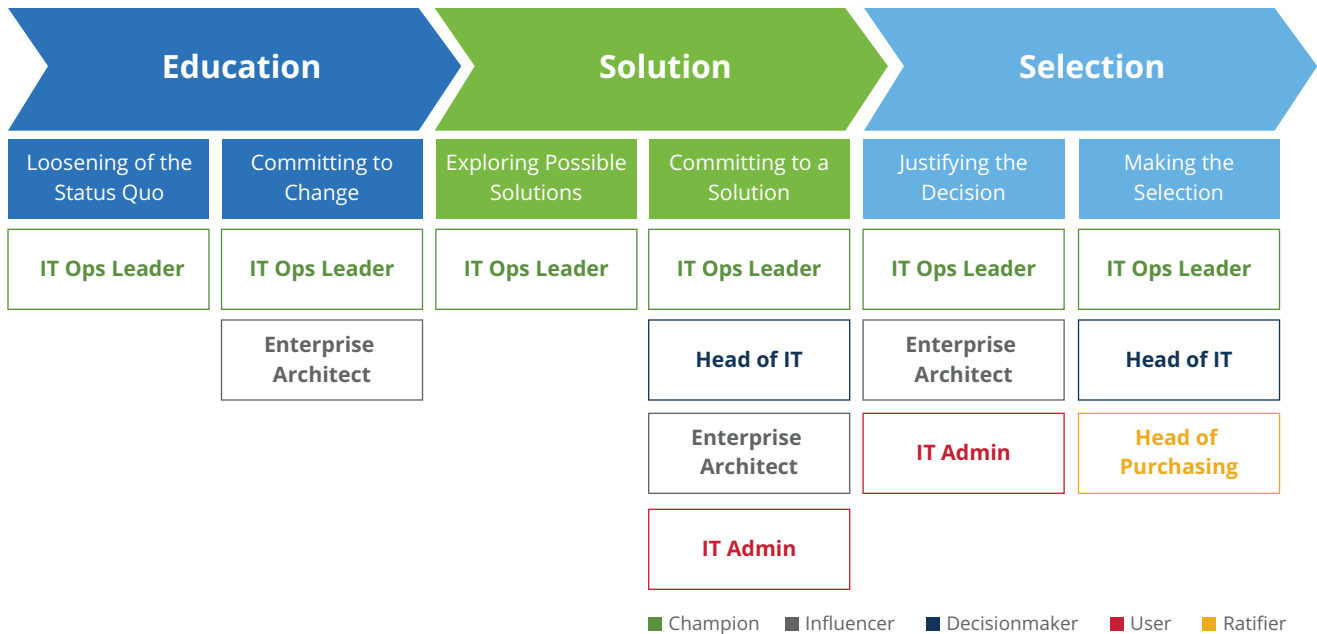 Education
Solution
Selection
Loosening of the
Status Quo
Committing to
Change
Exploring Possible
Solutions
Committing to a
Solution
Justifying the
Decision
Making the
Selection
IT Ops Leader
IT Ops Leader
IT Ops Leader
IT Ops Leader
IT Ops Leader
IT Ops Leader
Enterprise
Architect
Head of IT
Enterprise
Architect
Head of IT
Enterprise
Architect
IT Admin
Head of
Purchasing
IT Admin
Champion
Influencer
Decisionmaker
User
Ratifier